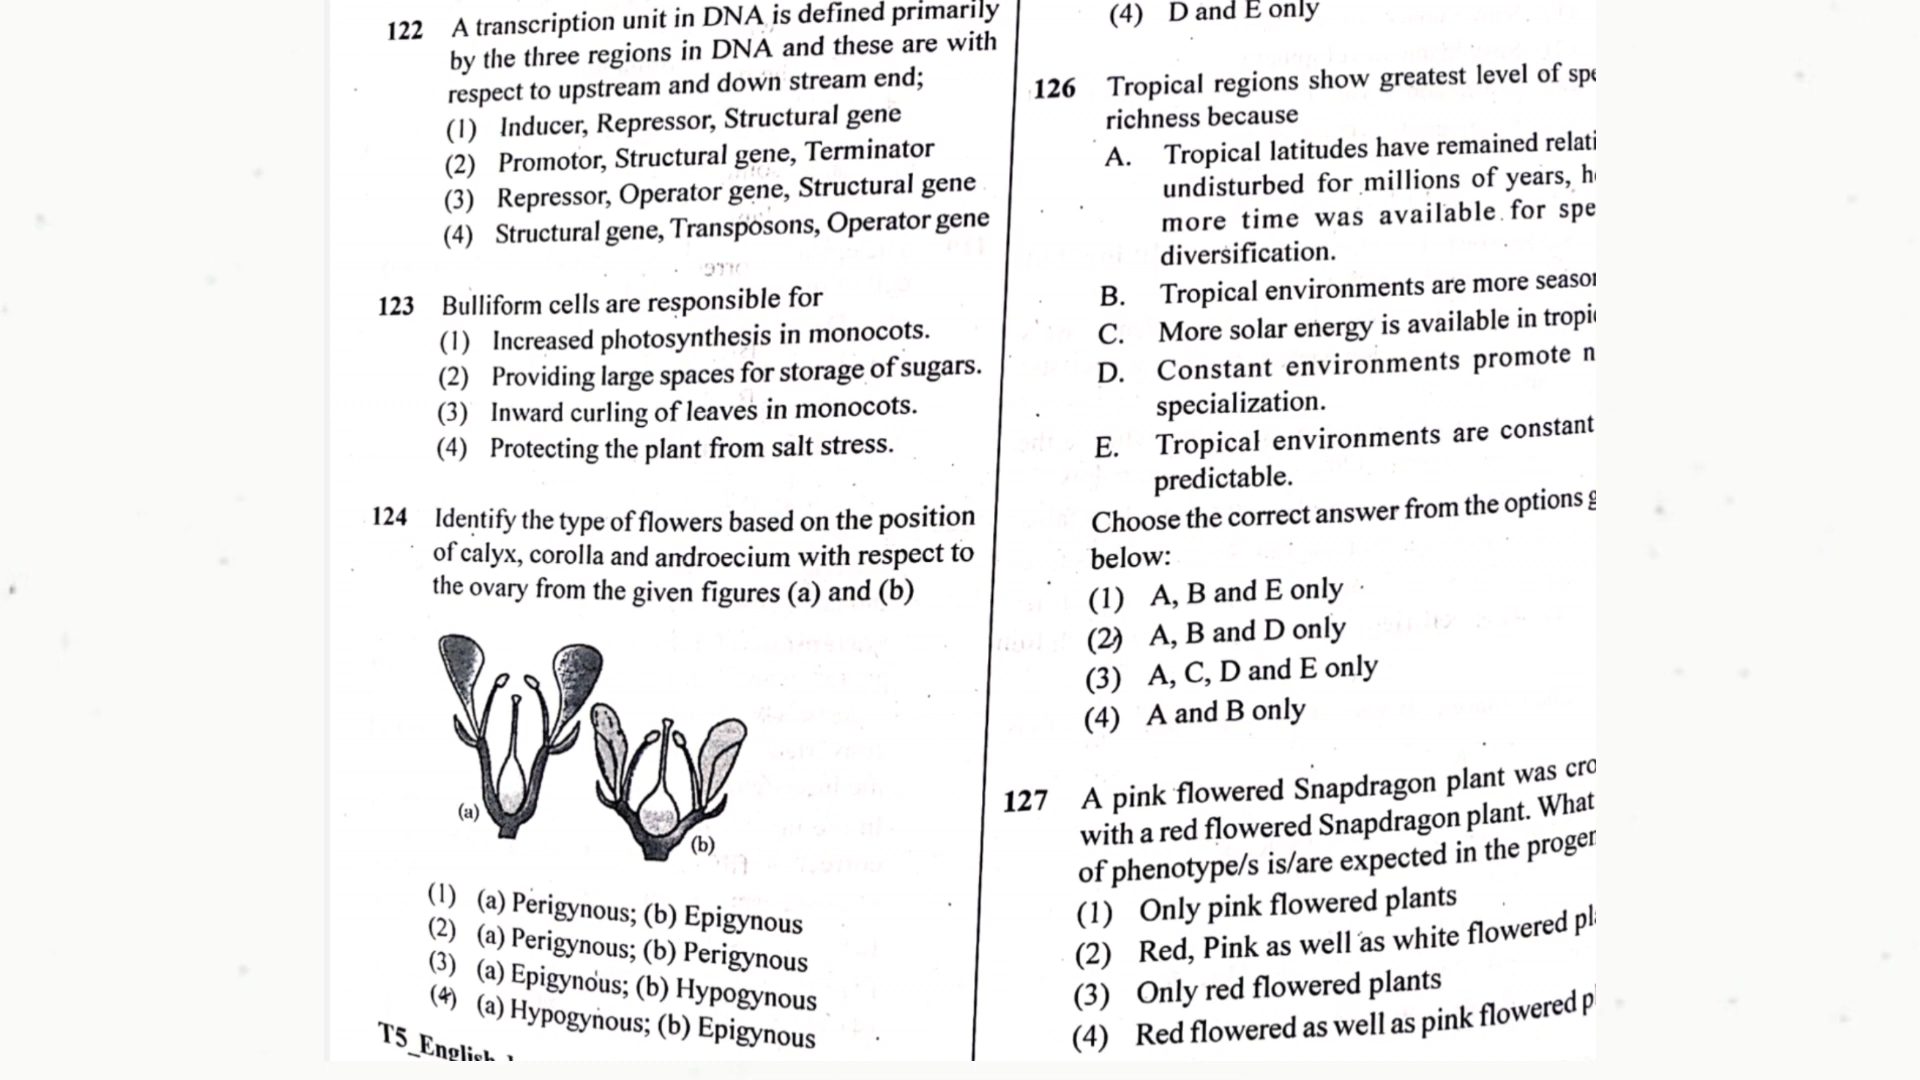 122 A transcription unit in DNA is defined primarily
by the three regions in DNA and these are with
respect to upstream and down stream end;
(1) Inducer, Repressor, Structural gene
(2) Promotor, Structural gene, Terminator
(3) Repressor, Operator gene, Structural gene
(4) Structural gene, Transposons, Operator gene
123 Bulliform cells are responsible for
(1) Increased photosynthesis in monocots.
(2) Providing large spaces for storage of sugars.
(3) Inward curling of leaves in monocots.
(4) Protecting the plant from salt stress.
124 Identify the type of flowers based on the position
of calyx, corolla and androecium with respect to
the ovary from the given figures (a) and (b)
(a)
(b)
(1) (a) Perigynous; (b) Epigynous
(2) (a) Perigynous; (b) Perigynous
(3) (a) Epigynous; (b) Hypogynous
(4) (a) Hypogynous; (b) Epigynous
T5_English
(4) D and E only
126 Tropical regions show greatest level of spe
richness because
A. Tropical latitudes have remained relati
undisturbed for millions of years, h
more time was available for spe
diversification.
B. Tropical environments are more seaso
C. More solar energy is available in tropi
D. Constant environments promote n
specialization.
E. Tropical environments are constant
predictable.
Choose the correct answer from the options g
below:
(1) A, B and E only
(2) A, B and D only
(3) A, C, D and E only
(4) A and B only
127 A pink flowered Snapdragon plant was cro
with a red flowered Snapdragon plant. What
of phenotype/s is/are expected in the proge
(1) Only pink flowered plants
(2) Red, Pink as well as white flowered pl
(3) Only red flowered plants
(4) Red flowered as well as pink flowered p